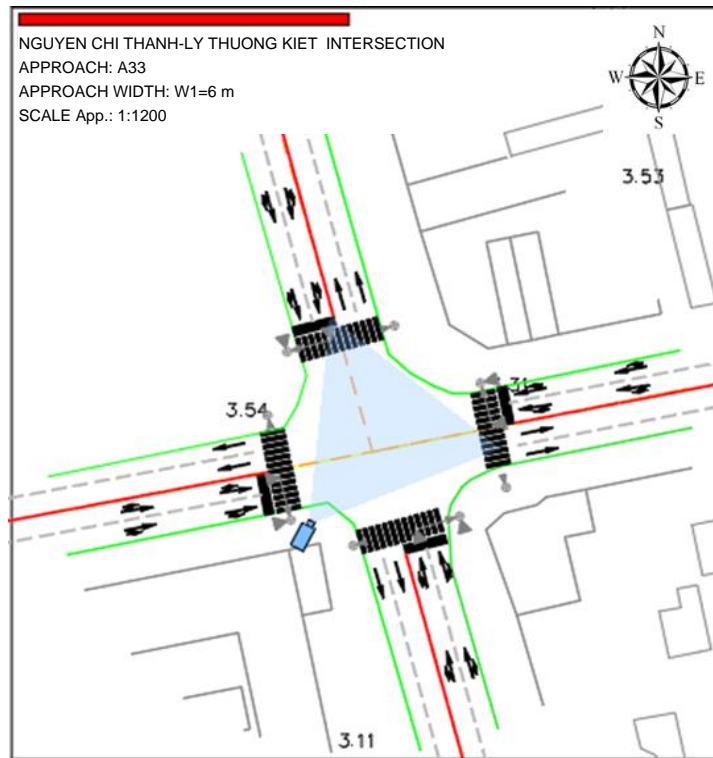 NGUYEN CHI THANH-LY THUONG KIET INTERSECTION
APPROACH: A33
APPROACH WIDTH: W1=6 m
SCALE App.: 1:1200
N
W E
S
3.53
3.54
3.11